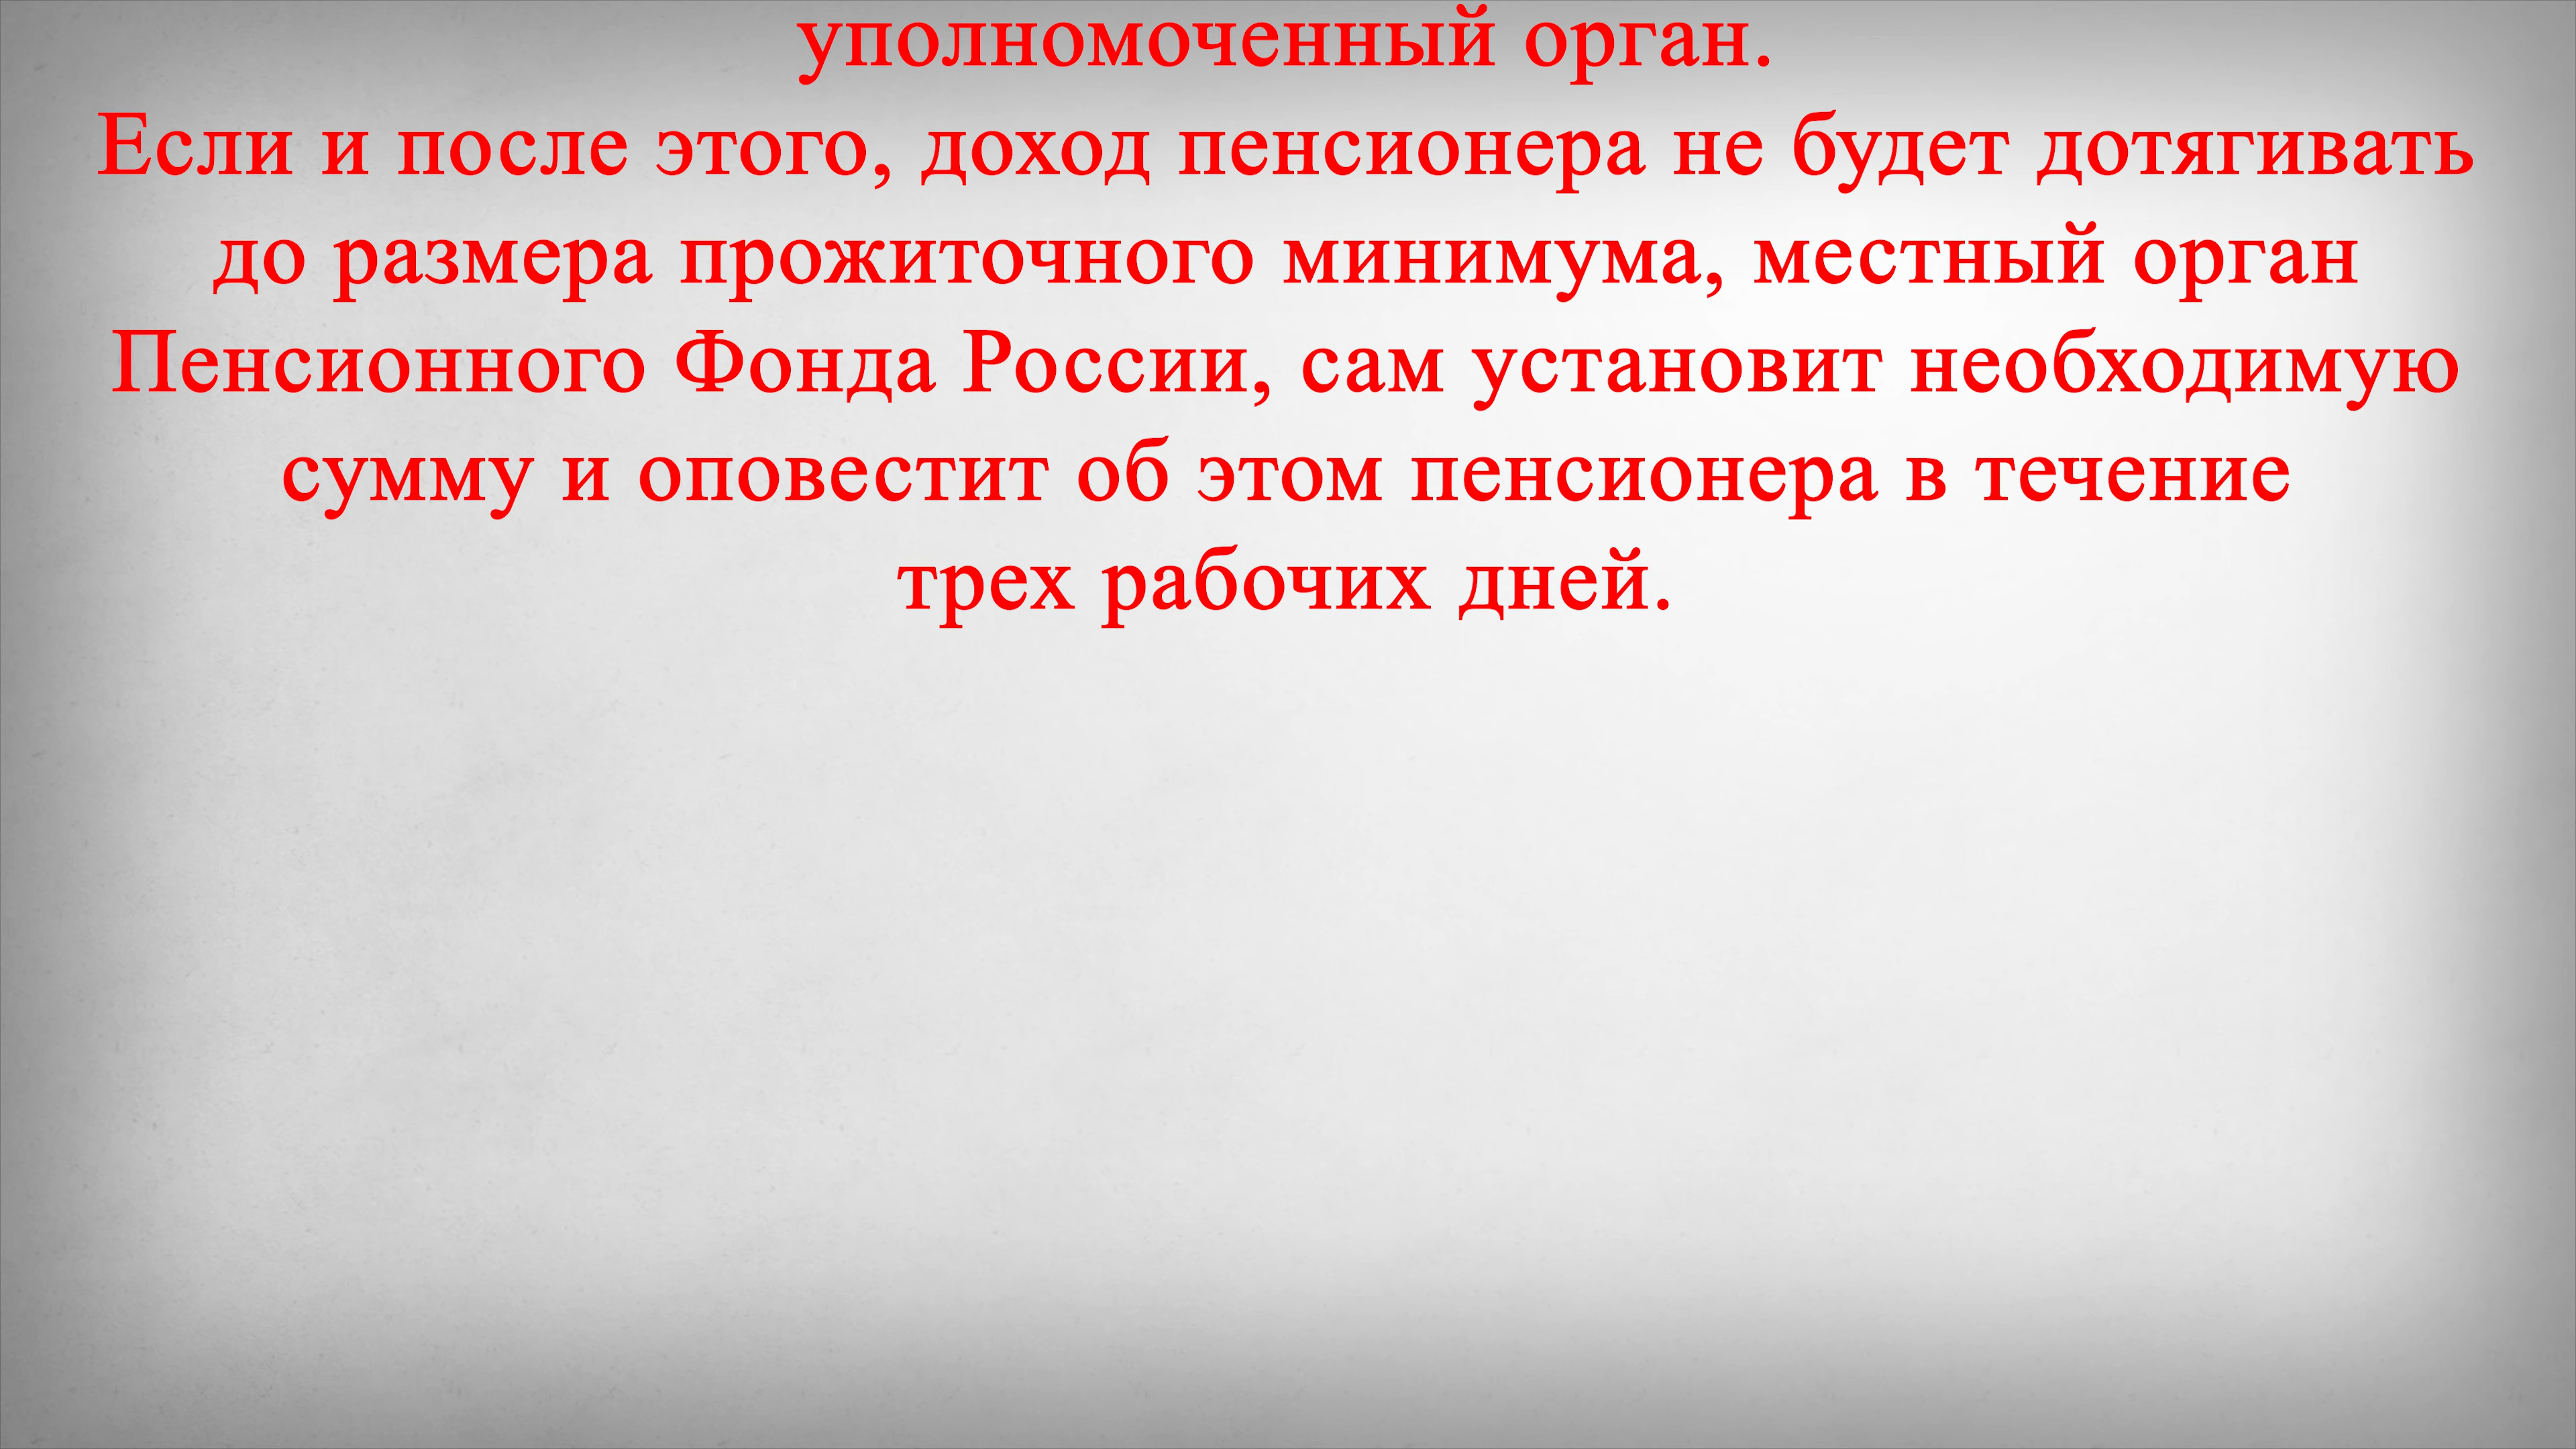 уполномоченный орган.
Если и после этого, доход пенсионера не будет дотягивать
до размера прожиточного минимума, местный орган
Пенсионного Фонда России, сам установит необходимую
сумму и оповестит об этом пенсионера в течение
трех рабочих дней.